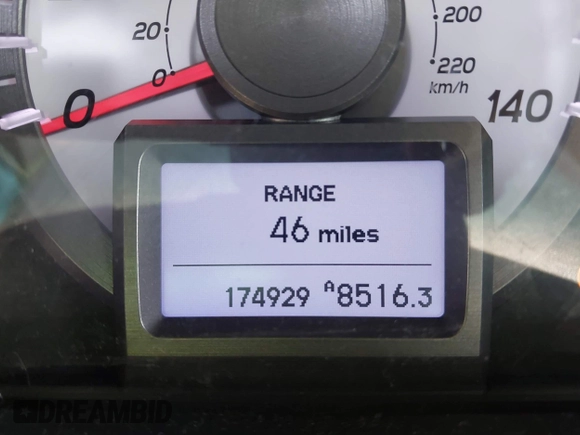 20
200
0
220
km/h
0
140
RANGE
46 miles
174929 A8516.3
DREAMBID